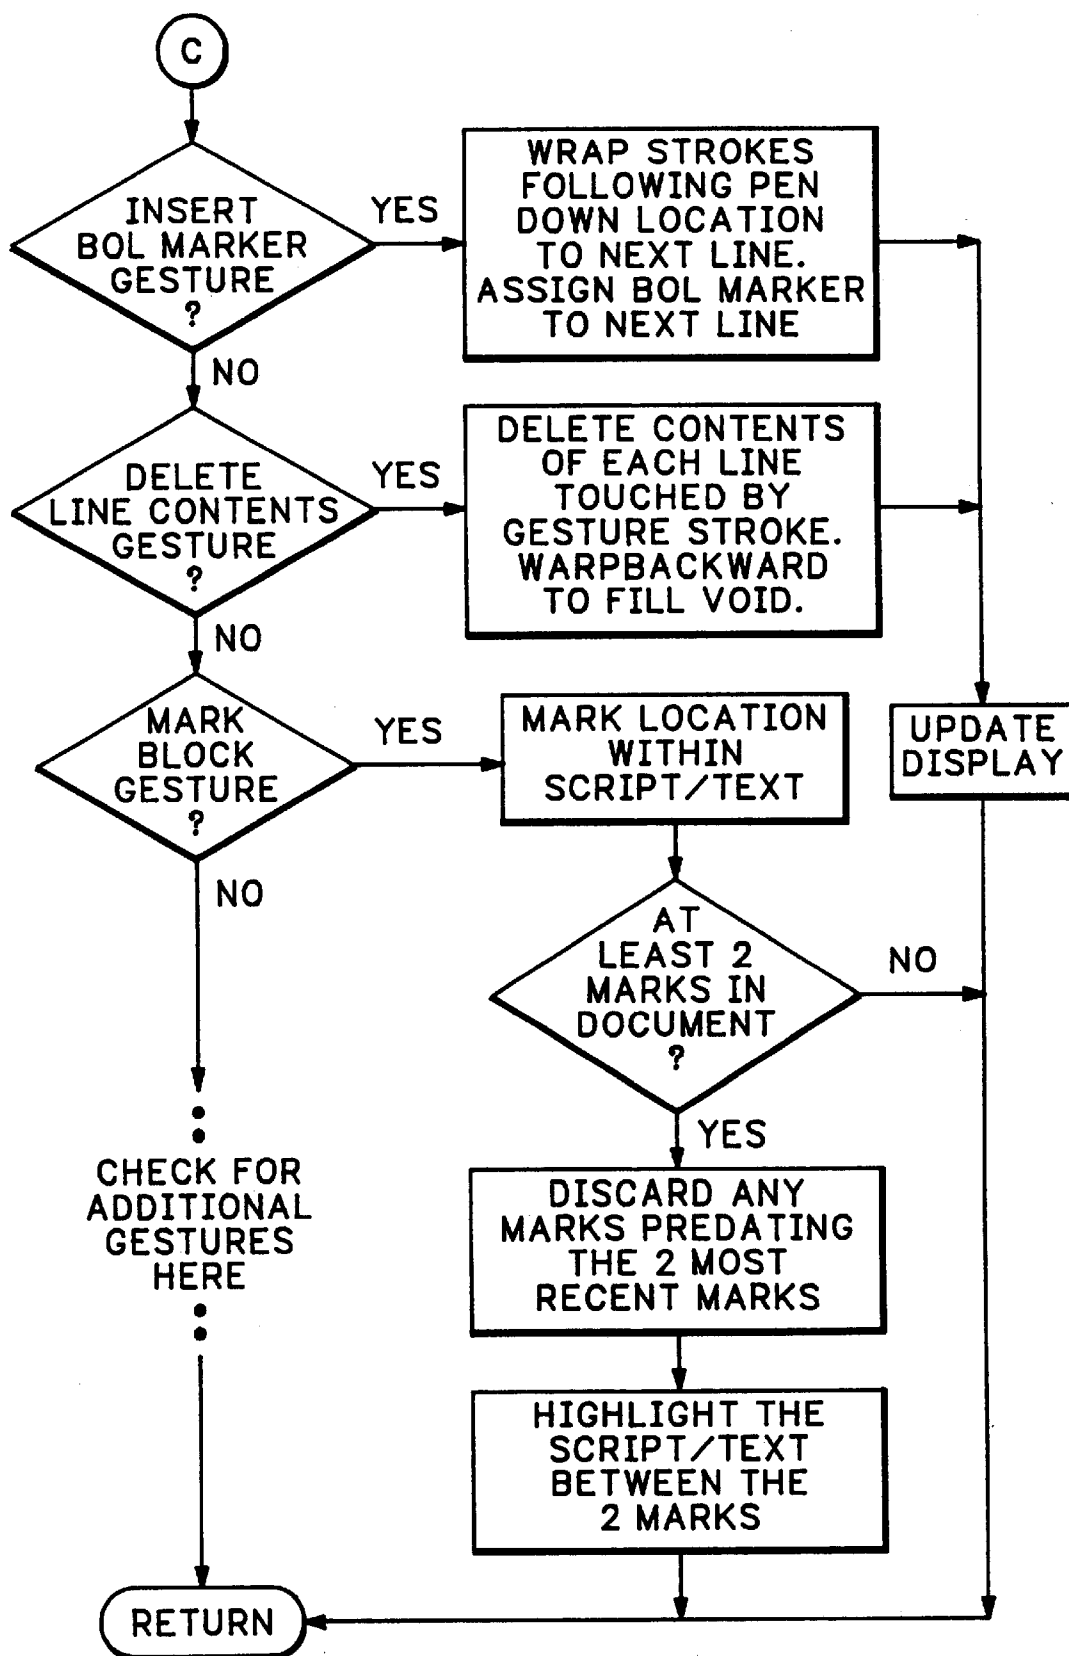 C
INSERT
BOL MARKER
GESTURE
?
YES
WRAP STROKES
FOLLOWING PEN
DOWN LOCATION
TO NEXT LINE.
ASSIGN BOL MARKER
TO NEXT LINE
NO
DELETE
LINE CONTENTS
GESTURE
?
YES
DELETE CONTENTS
OF EACH LINE
TOUCHED BY
GESTURE STROKE.
WARPBACKWARD
TO FILL VOID.
NO
MARK
BLOCK
GESTURE
?
YES
MARK LOCATION
WITHIN
SCRIPT/TEXT
UPDATE
DISPLAY
NO
AT
LEAST 2
MARKS IN
DOCUMENT
?
NO
YES
CHECK FOR
ADDITIONAL
GESTURES
HERE
DISCARD ANY
MARKS PREDATING
THE 2 MOST
RECENT MARKS
HIGHLIGHT THE
SCRIPT/TEXT
BETWEEN THE
2 MARKS
RETURN